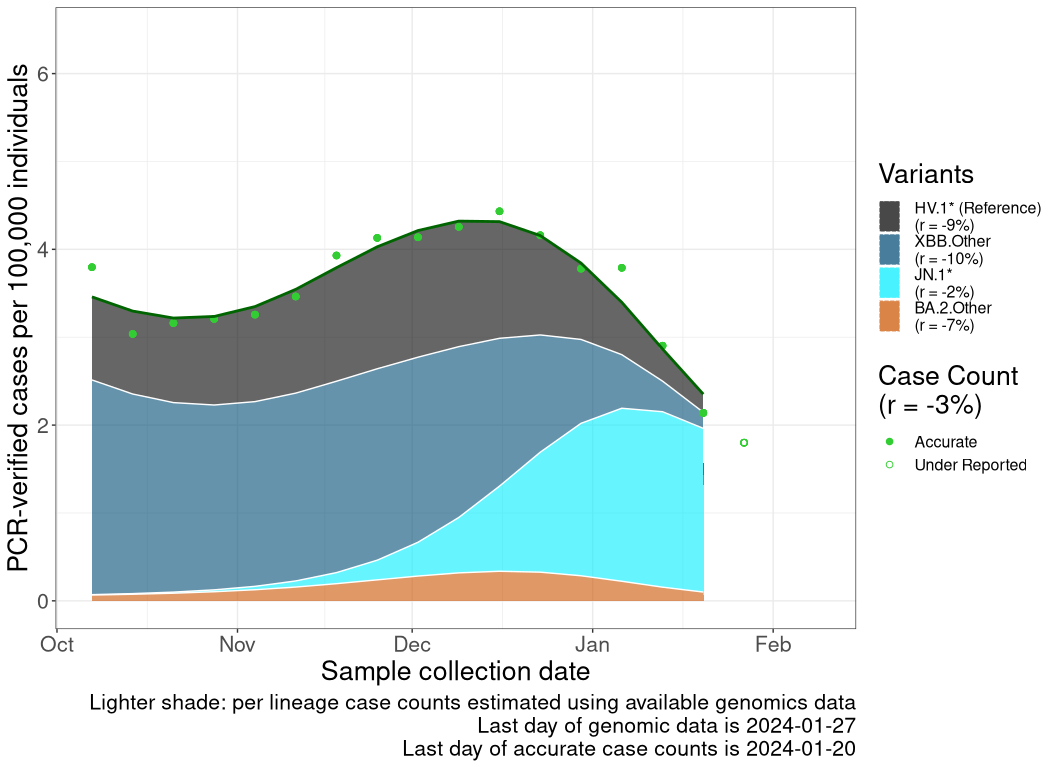 PCR-verified cases per 100,000 individuals
6
4
2
0
Oct
Nov
Dec
Jan
Feb
Sample collection date
Variants
HV.1* (Reference)
(r = -9%)
XBB.Other
(r = -10%)
JN.1*
(r = -2%)
BA.2.Other
(r = -7%)
Case Count
(r = -3%)
Accurate
Under Reported
Lighter shade: per lineage case counts estimated using available genomics data
Last day of genomic data is 2024-01-27
Last day of accurate case counts is 2024-01-20